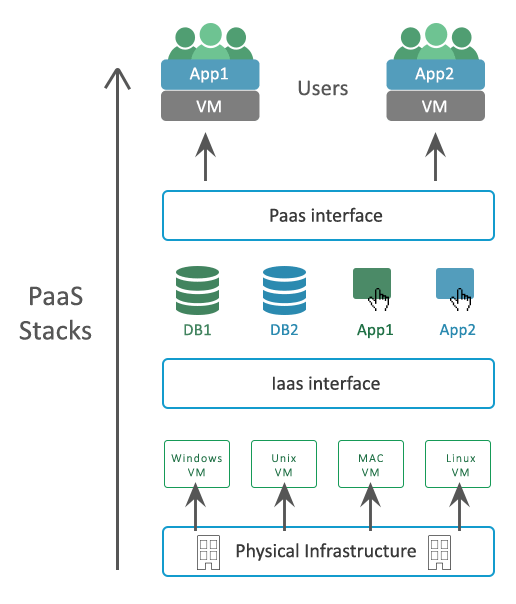 App1
VM
Users
App2
VM
Paas interface
PaaS
Stacks
DB1
DB2
App1
App2
Iaas interface
Windows
VM
Unix
VM
MAC
VM
Linux
VM
Physical Infrastructure